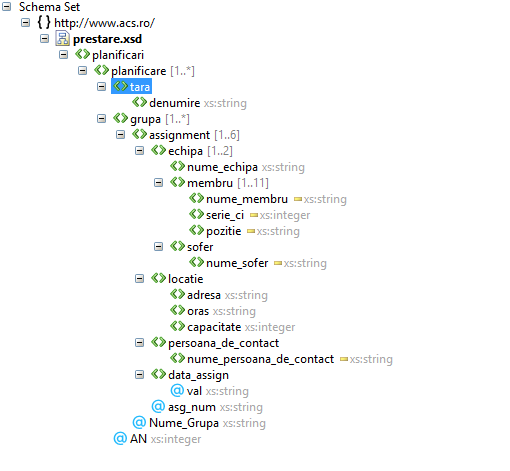 Schema Set
{} http://www.acs.ro/
prestare.xsd
planificari
planificare [1..*]
tara
denumire xs:string
grupa [1..*]
assignment [1..6]
echipa [1..2]
nume_echipa xs:string
membru [1..11]
nume_membru xs:string
serie_ci xs:integer
pozitie xs:string
sofer
nume_sofer xs:string
locatie
adresa xs:string
oras xs:string
capacitate xs:integer
persoana_de_contact
nume_persoana_de_contact xs:string
data_assign
@ val xs:string
@ asg_num xs:string
@ Nume_Grupa xs:string
@ AN xs:integer